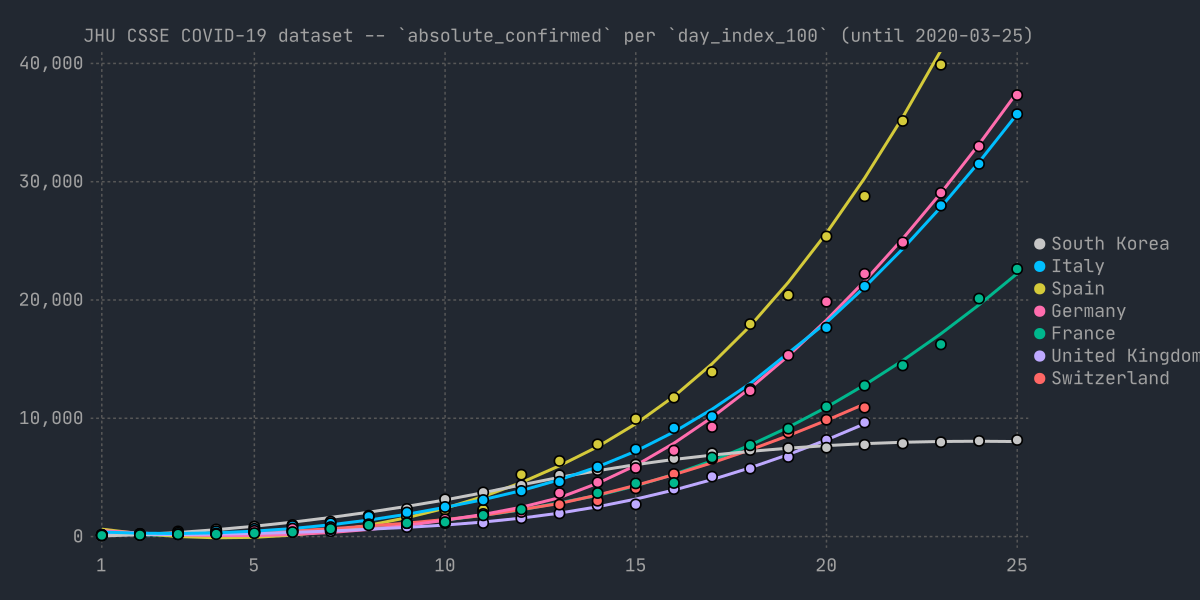 JHU CSSE COVID-19 dataset -- `absolute_confirmed` per `day_index_100` (until 2020-03-25)
40,000
30,000
20,000
10,000
0
1 5 10 15 20 25
South Korea
Italy
Spain
Germany
France
United Kingdom
Switzerland